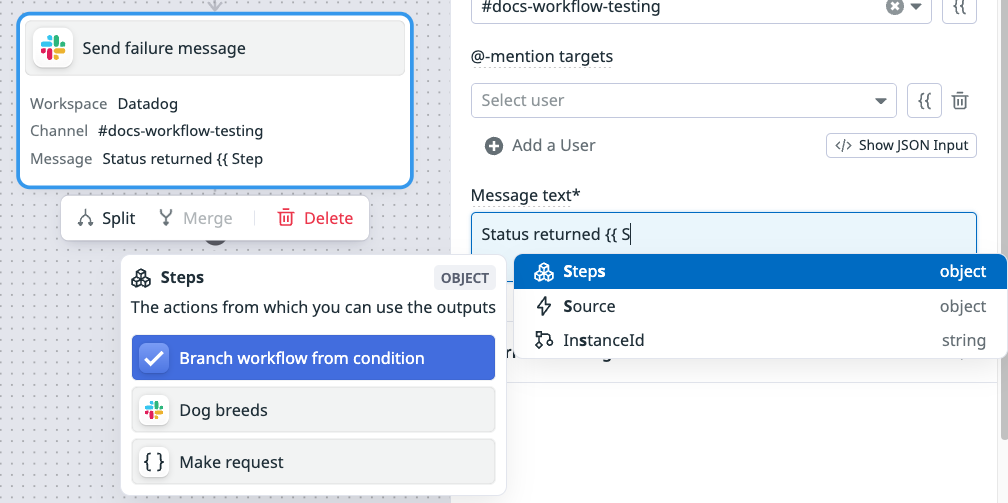 Send failure message
Workspace Datadog
Channel #docs-workflow-testing
Message Status returned {{ Step
Split Merge Delete
Steps OBJECT
The actions from which you can use the outputs
Branch workflow from condition
Dog breeds
{ } Make request
#docs-workflow-testing {{
@-mention targets
Select user {{
Add a User </> Show JSON Input
Message text*
Status returned {{ S
Steps object
Source object
InstanceId string